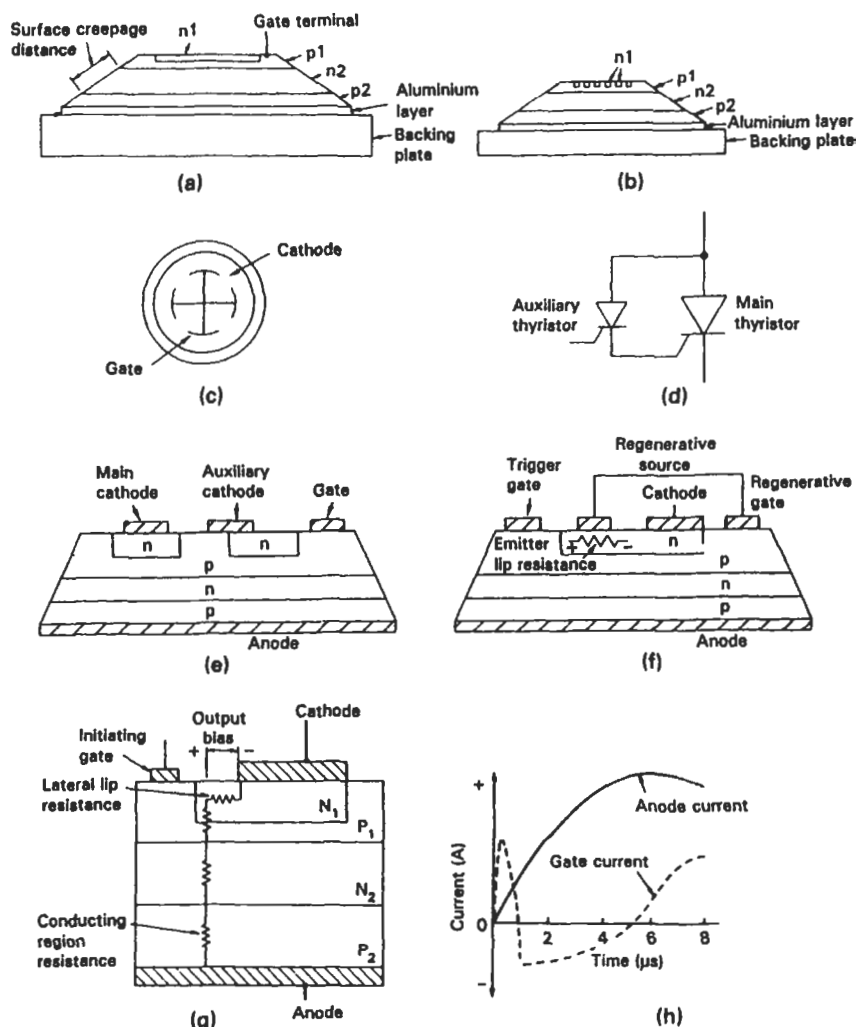 Surface creepage
distance
n1
Gate terminal
p1
n2
p2
Aluminium
layer
Backing
plate
(a)
n1
p1
n2
p2
Aluminium layer
Backing plate
(b)
Cathode
Gate
(c)
Auxiliary
thyristor
Main
thyristor
(d)
Main
cathode
Auxiliary
cathode
Gate
n
n
p
n
p
Anode
(e)
Trigger
gate
Regenerative
source
Cathode
Regenerative
gate
Emitter
+
-
n
lip resistance
p
n
p
Anode
(f)
Initiating
gate
Output
bias
+
-
Cathode
Lateral lip
resistance
N1
P1
N2
Conducting
region
resistance
P2
Anode
(g)
+
Current (A)
0
-
Anode current
Gate current
2
4
6
8
Time (μs)
(h)